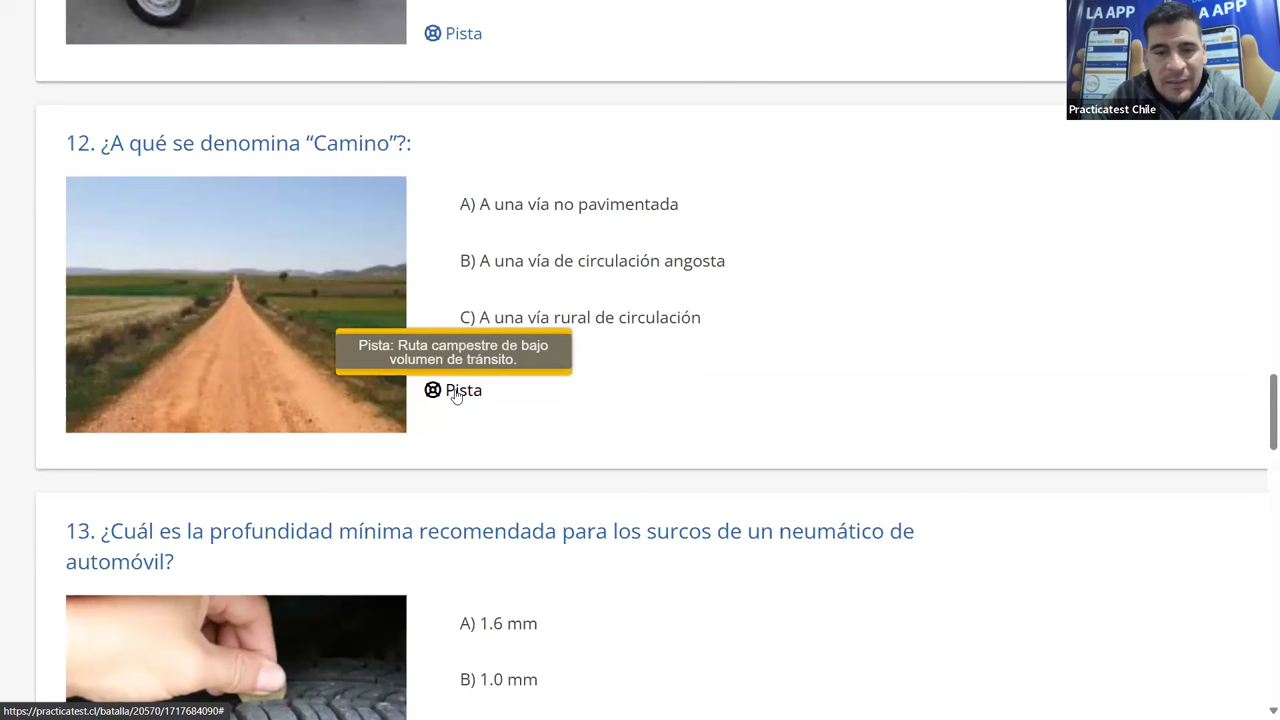 LA APP
A APP
Practicatest Chile
Pista
12. ¿A qué se denomina “Camino”?:
A) A una vía no pavimentada
B) A una vía de circulación angosta
C) A una vía rural de circulación
Pista: Ruta campestre de bajo
volumen de tránsito.
Pista
13. ¿Cuál es la profundidad mínima recomendada para los surcos de un neumático de
automóvil?
A) 1.6 mm
B) 1.0 mm
https://practicatest.cl/batalla/20570/1717684090#